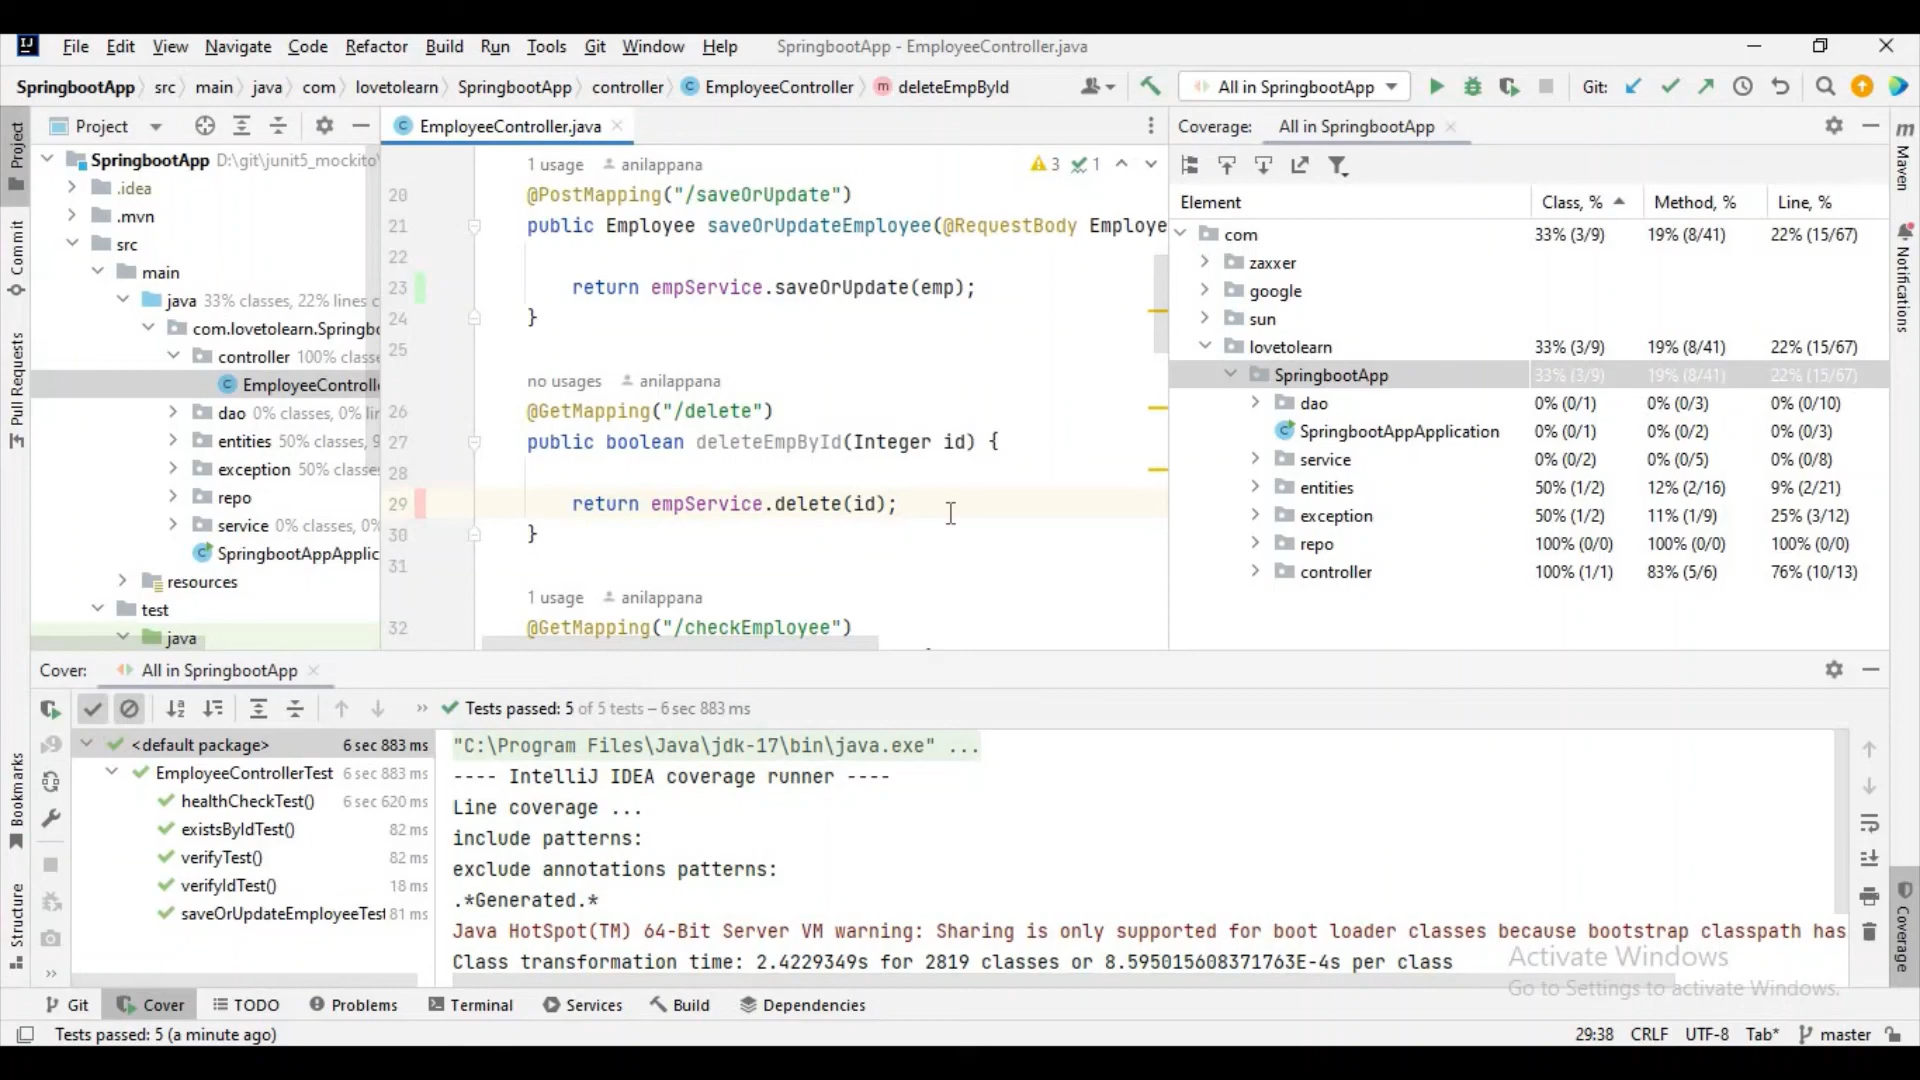 File Edit View Navigate Code Refactor Build Run Tools Git Window Help SpringbootApp - EmployeeController.java
SpringbootApp src main java com lovetolearn SpringbootApp controller EmployeeController deleteEmpById All in SpringbootApp Git:
Project
EmployeeController.java
Coverage: All in SpringbootApp
Project
Commit
Pull Requests
Bookmarks
Structure
SpringbootApp D:\git\junit5_mockito\
.idea
.mvn
src
main
java 33% classes, 22% lines c
com.lovetolearn.Springb
controller 100% classe
EmployeeControll
dao 0% classes, 0% lin
entities 50% classes, 9
exception 50% classe
repo
service 0% classes, 0%
SpringbootAppApplic
resources
test
java
1 usage anilappana
3 1
20 @PostMapping("/saveOrUpdate")
21 public Employee saveOrUpdateEmployee(@RequestBody Employe
22
23 return empService.saveOrUpdate(emp);
24 }
25
no usages anilappana
26 @GetMapping("/delete")
27 public boolean deleteEmpById(Integer id) {
28
29 return empService.delete(id);
30 }
31
1 usage anilappana
32 @GetMapping("/checkEmployee")
Element Class, % Method, % Line, %
com 33% (3/9) 19% (8/41) 22% (15/67)
zaxxer
google
sun
lovetolearn 33% (3/9) 19% (8/41) 22% (15/67)
SpringbootApp 33% (3/9) 19% (8/41) 22% (15/67)
dao 0% (0/1) 0% (0/3) 0% (0/10)
SpringbootAppApplication 0% (0/1) 0% (0/2) 0% (0/3)
service 0% (0/2) 0% (0/5) 0% (0/8)
entities 50% (1/2) 12% (2/16) 9% (2/21)
exception 50% (1/2) 11% (1/9) 25% (3/12)
repo 100% (0/0) 100% (0/0) 100% (0/0)
controller 100% (1/1) 83% (5/6) 76% (10/13)
Maven
Notifications
Coverage
Cover: All in SpringbootApp
Tests passed: 5 of 5 tests – 6 sec 883 ms
<default package> 6 sec 883 ms
EmployeeControllerTest 6 sec 883 ms
healthCheckTest() 6 sec 620 ms
existsByIdTest() 82 ms
verifyTest() 82 ms
verifyIdTest() 18 ms
saveOrUpdateEmployeeTest 81 ms
"C:\Program Files\Java\jdk-17\bin\java.exe" ...
---- IntelliJ IDEA coverage runner ----
Line coverage ...
include patterns:
exclude annotations patterns:
.*Generated.*
Java HotSpot(TM) 64-Bit Server VM warning: Sharing is only supported for boot loader classes because bootstrap classpath has
Class transformation time: 2.4229349s for 2819 classes or 8.595015608371763E-4s per class
Activate Windows
Go to Settings to activate Windows.
Git Cover TODO Problems Terminal Services Build Dependencies
Tests passed: 5 (a minute ago) 29:38 CRLF UTF-8 Tab* master